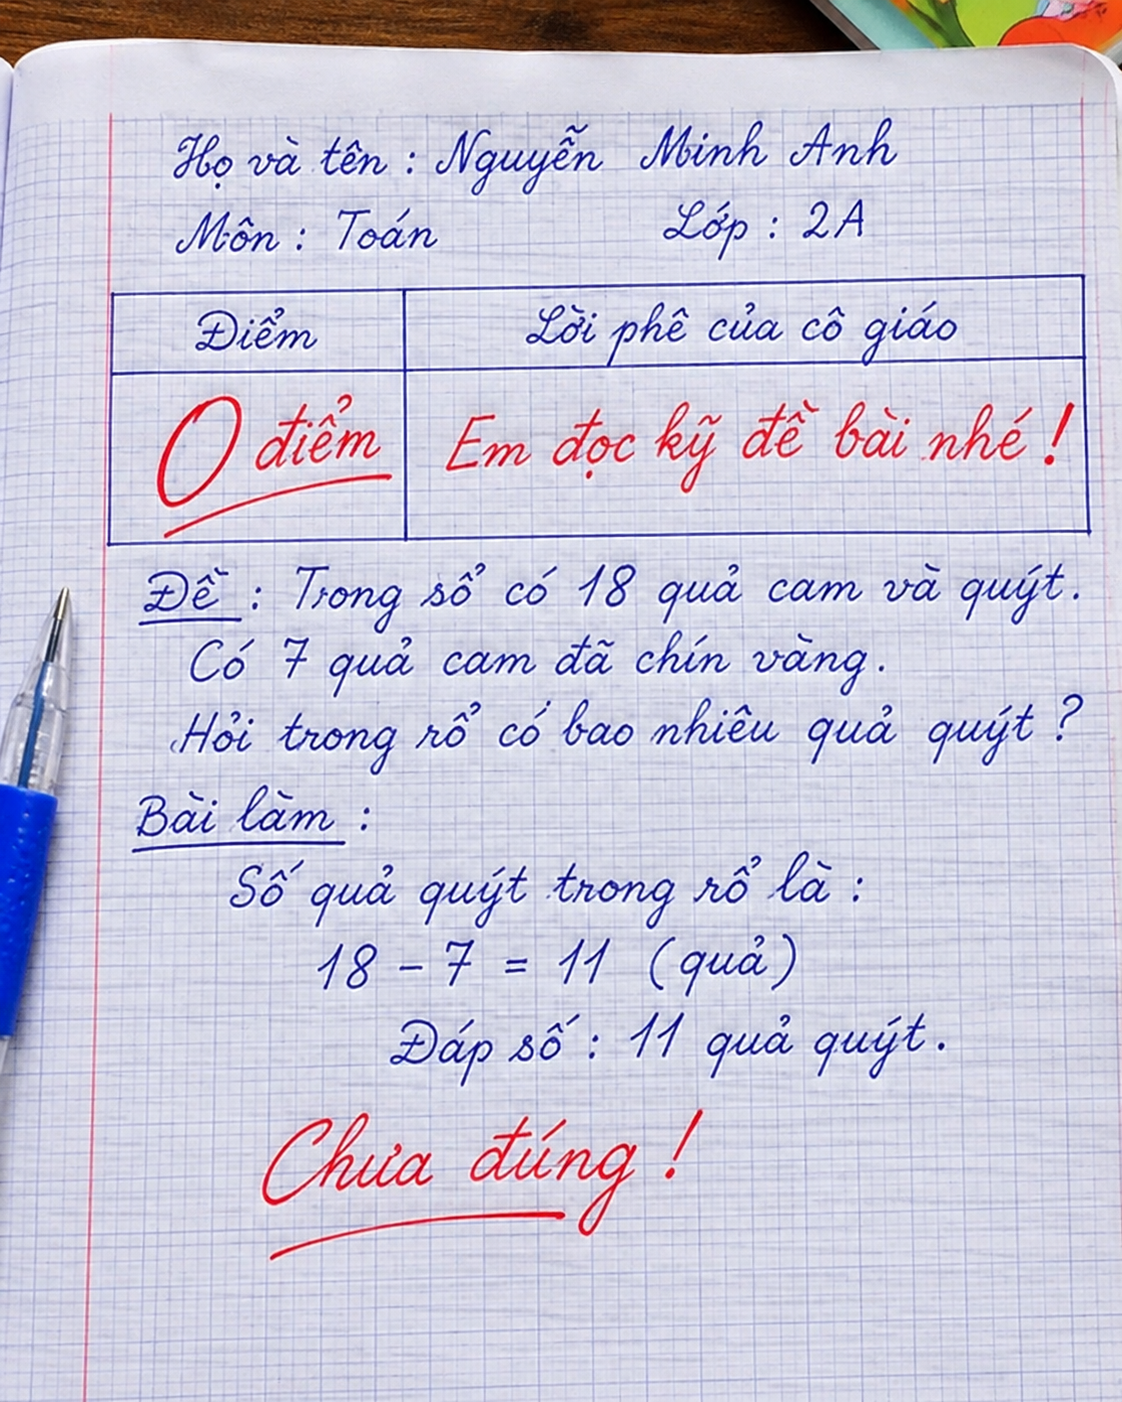 Họ và tên : Nguyễn Minh Anh
Môn : Toán Lớp : 2A
Điểm Lời phê của cô giáo
0 điểm Em đọc kỹ đề bài nhé !
Đề : Trong sổ có 18 quả cam và quýt.
Có 7 quả cam đã chín vàng.
Hỏi trong rổ có bao nhiêu quả quýt ?
Bài làm :
Số quả quýt trong rổ là :
18 - 7 = 11 (quả)
Đáp số : 11 quả quýt.
Chưa đúng !